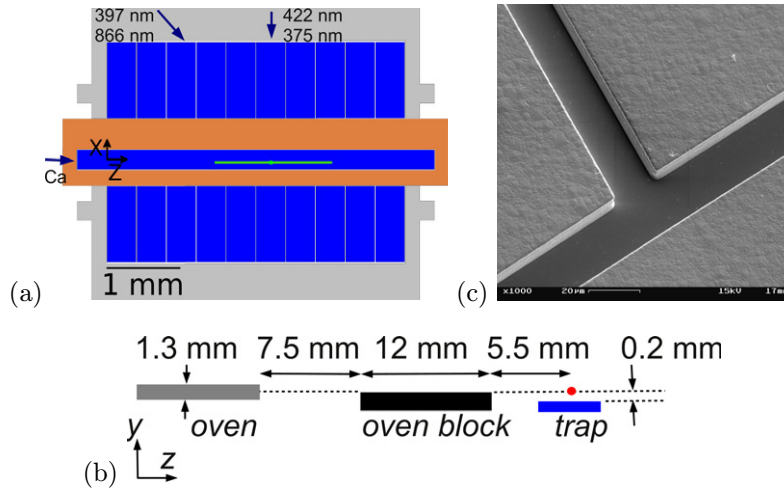 397 nm 422 nm
866 nm 375 nm
X
Z
Ca
1 mm
(a)
(c)
x1000 20µm 15kV 17mm
1.3 mm 7.5 mm 12 mm 5.5 mm 0.2 mm
oven oven block trap
y
z
(b)